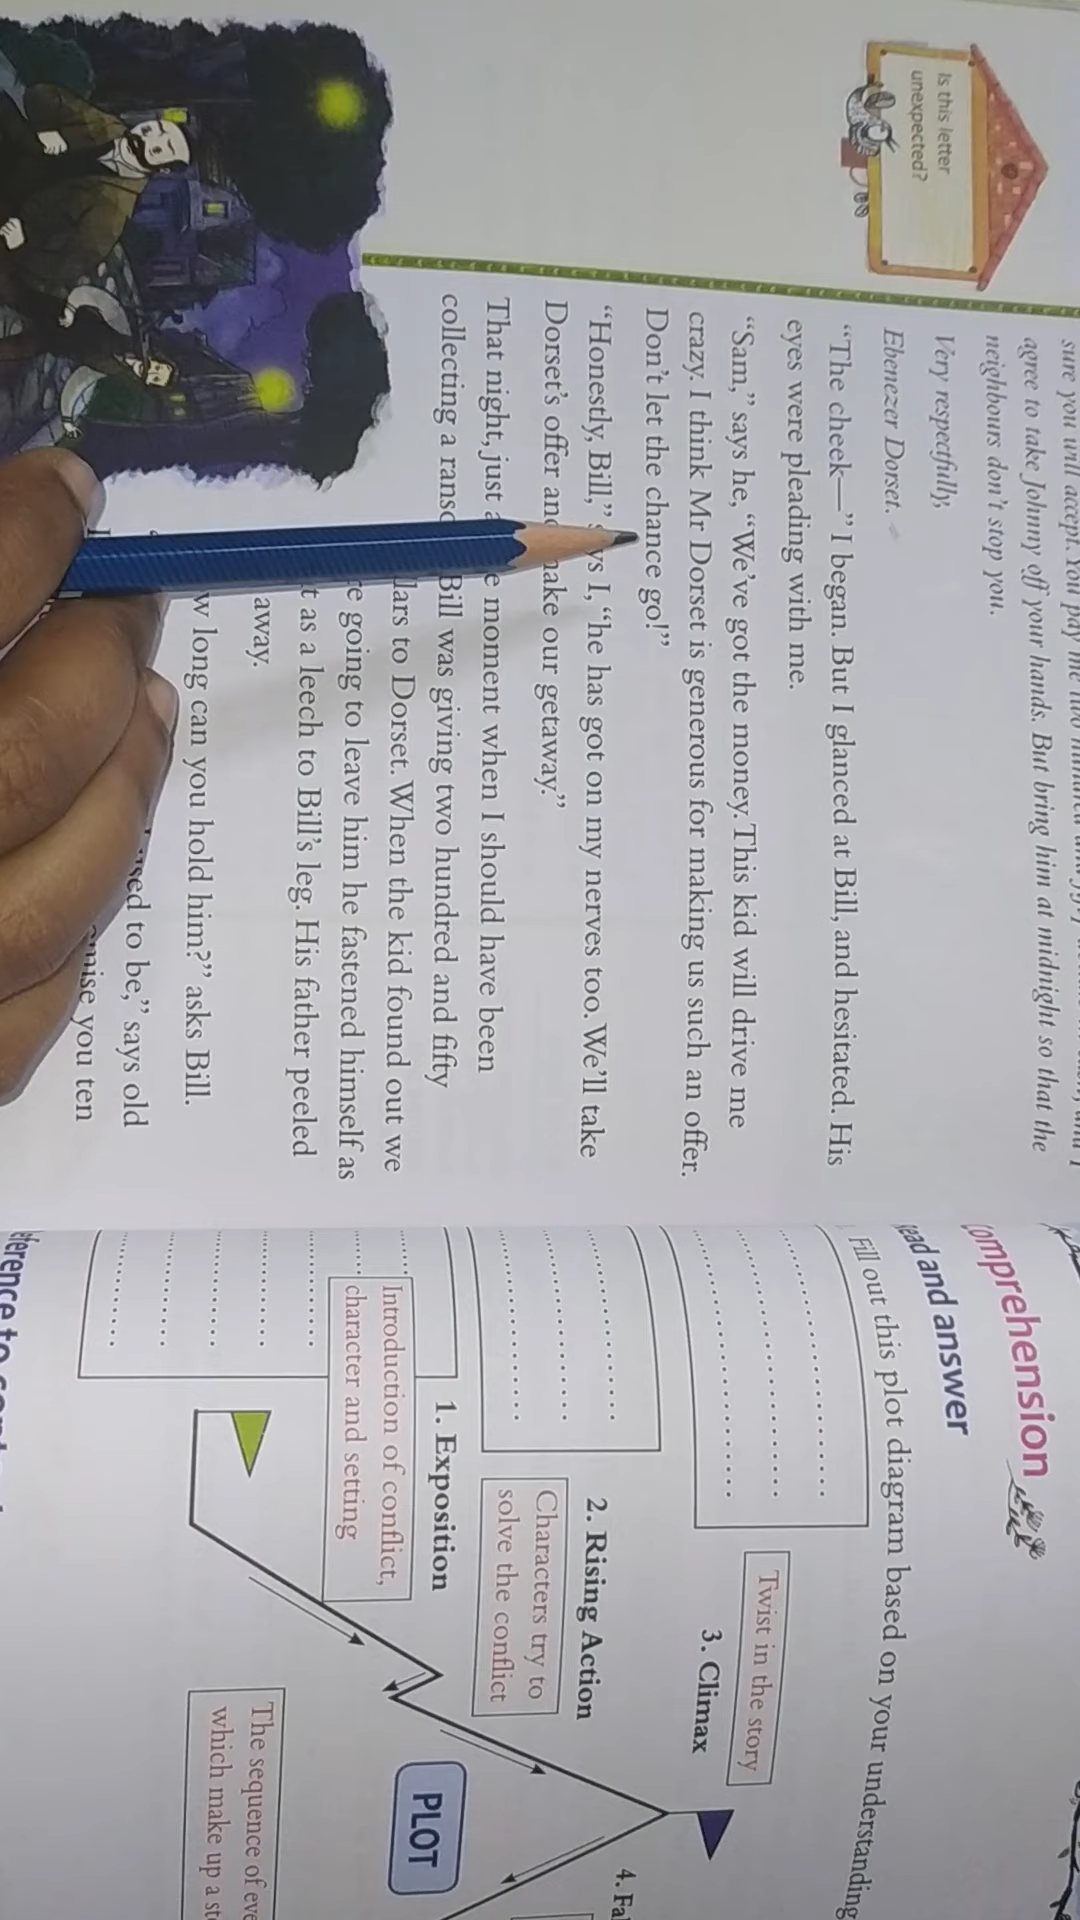 sure you will accept. You pay me two hundred
agree to take Johnny off your hands. But bring him at midnight so that the
neighbours don't stop you.
Very respectfully,
Ebenezer Dorset.
Is this letter
unexpected?
“The cheek—” I began. But I glanced at Bill, and hesitated. His
eyes were pleading with me.
“Sam,” says he, “We've got the money. This kid will drive me
crazy. I think Mr Dorset is generous for making us such an offer.
Don't let the chance go!”
“Honestly, Bill,” I, “he has got on my nerves too. We'll take
Dorset's offer our getaway.”
That night, just moment when I should have been
collecting a Bill was giving two hundred and fifty
to Dorset. When the kid found out we
going to leave him he fastened himself as
as a leech to Bill's leg. His father peeled
away.
long can you hold him?” asks Bill.
to be,” says old
you ten
Comprehension
Read and answer
Fill out this plot diagram based on your understanding
Twist in the story
3. Climax
2. Rising Action
Characters try to
solve the conflict
1. Exposition
Introduction of conflict,
character and setting
4.
PLOT
The sequence of
which make up a